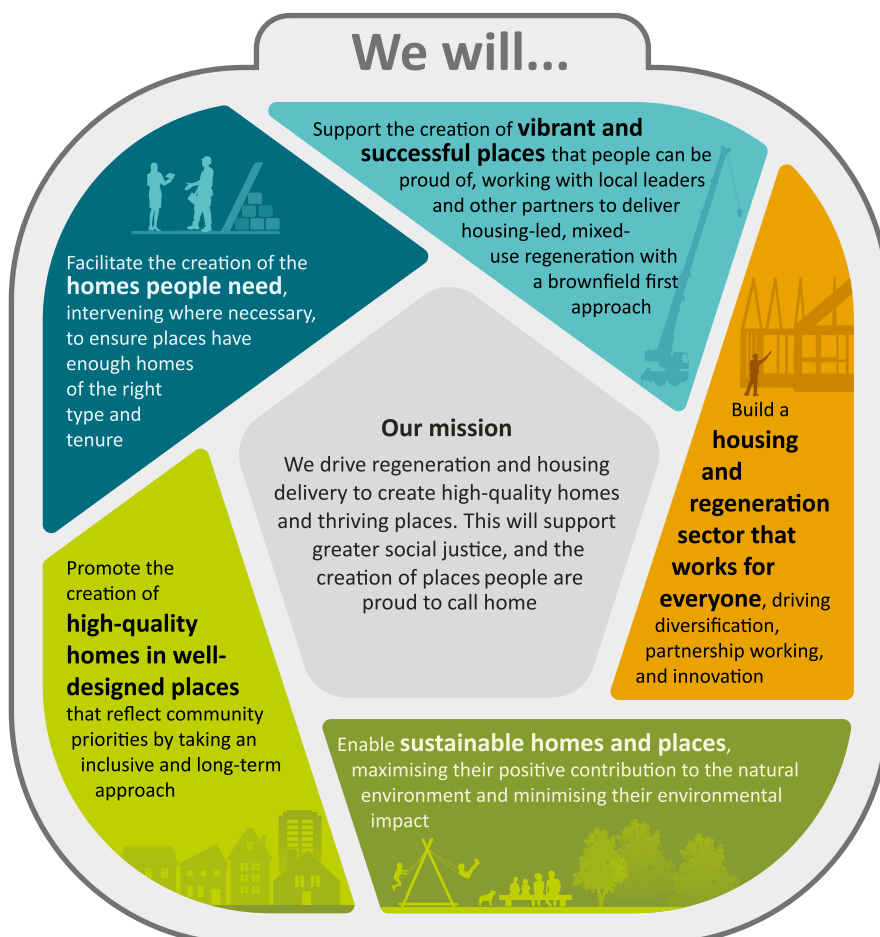 We will...
Support the creation of vibrant and
successful places that people can be
proud of, working with local leaders
and other partners to deliver
housing-led, mixed-
use regeneration with
a brownfield first
approach
Build a
housing
and
regeneration
sector that
works for
everyone, driving
diversification,
partnership working,
and innovation
Enable sustainable homes and places,
maximising their positive contribution to the natural
environment and minimising their environmental
impact
Promote the
creation of
high-quality
homes in well-
designed places
that reflect community
priorities by taking an
inclusive and long-term
approach
Facilitate the creation of the
homes people need,
intervening where necessary,
to ensure places have
enough homes
of the right
type and
tenure
Our mission
We drive regeneration and housing
delivery to create high-quality homes
and thriving places. This will support
greater social justice, and the
creation of places people are
proud to call home